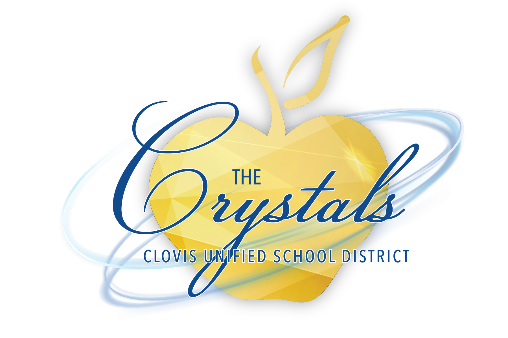 THE
Crystals
CLOVIS UNIFIED SCHOOL DISTRICT